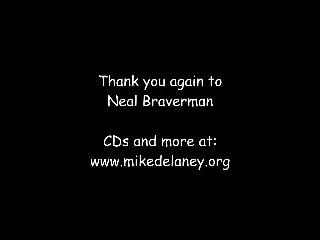 Thank you again to
Neal Braverman
CDs and more at:
www.mikedelaney.org